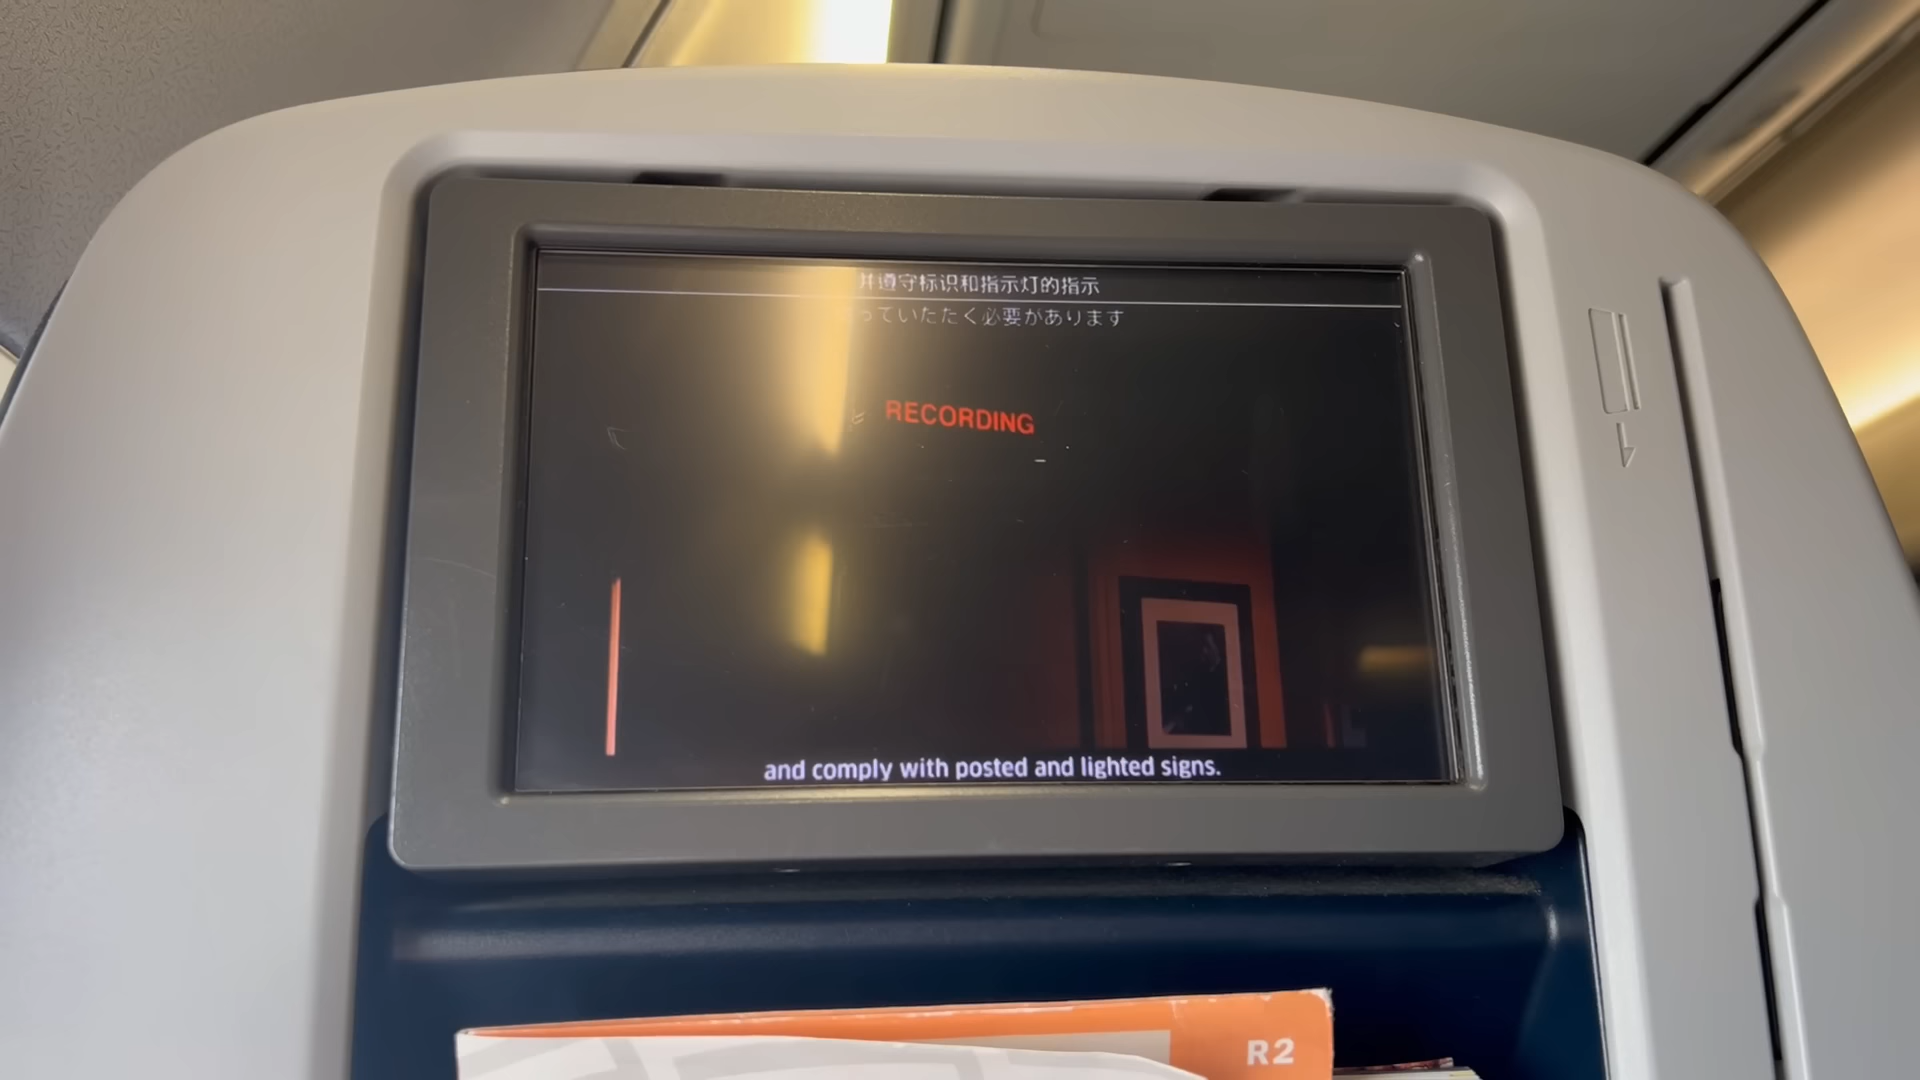 并遵守标识和指示灯的指示
っていただく必要があります
RECORDING
and comply with posted and lighted signs.
R2